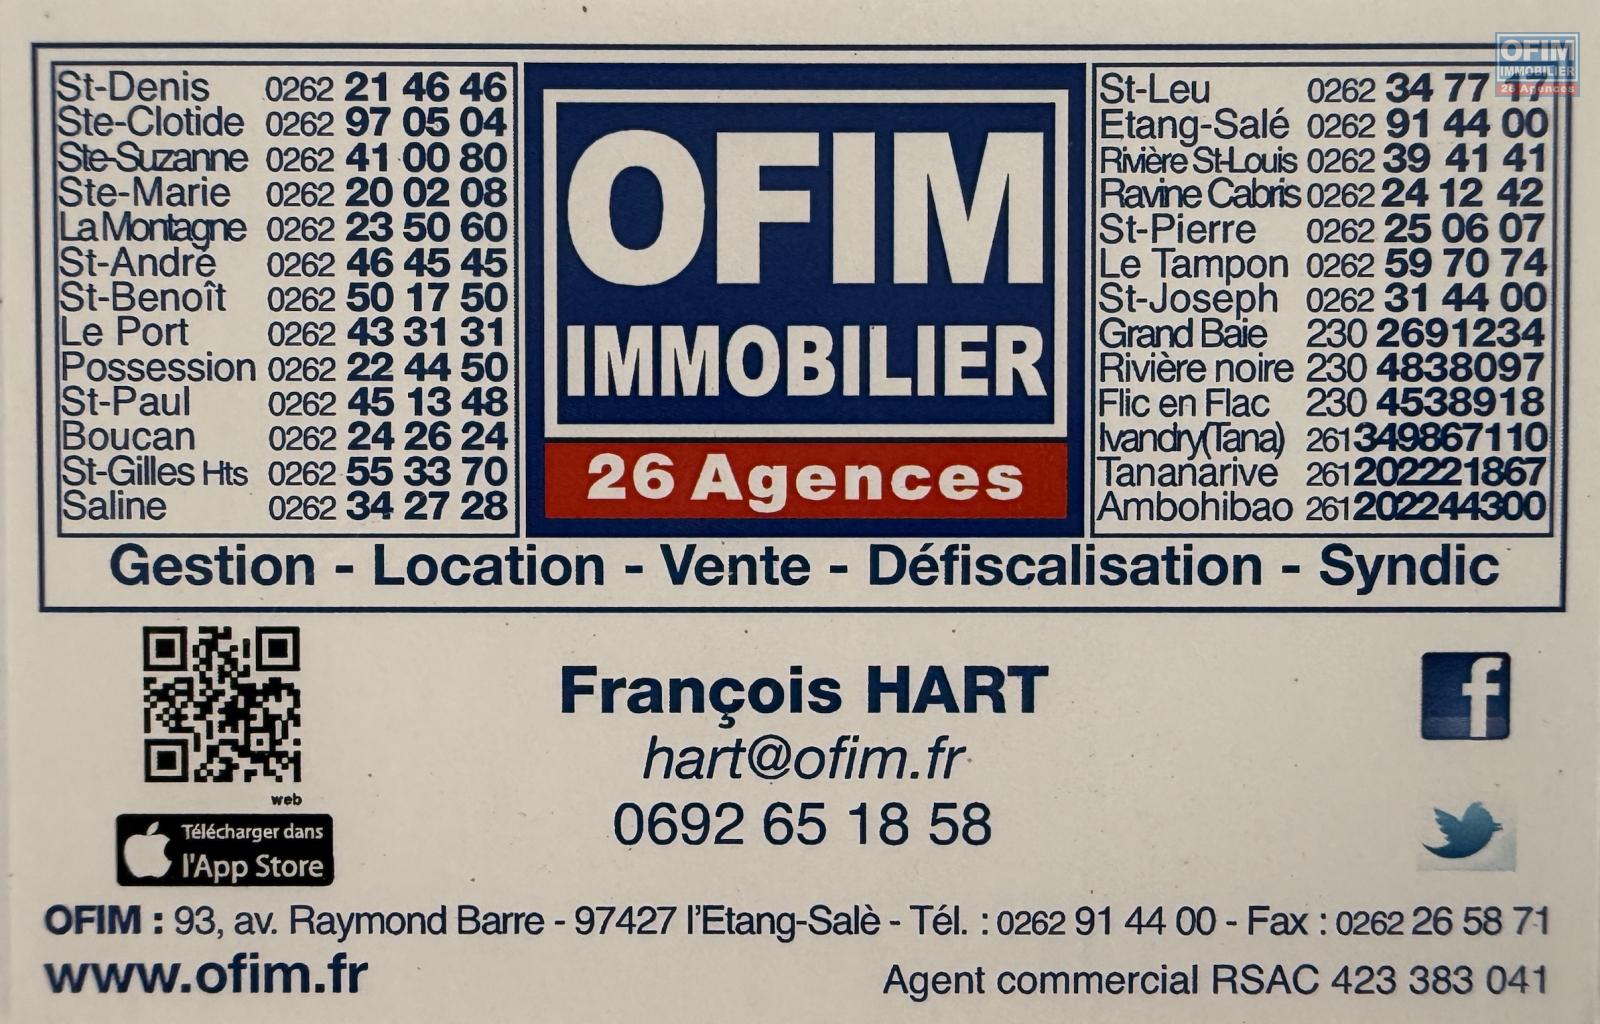 St-Denis 0262 21 46 46
Ste-Clotide 0262 97 05 04
Ste-Suzanne 0262 41 00 80
Ste-Marie 0262 20 02 08
La Montagne 0262 23 50 60
St-Andrè 0262 46 45 45
St-Benoît 0262 50 17 50
Le Port 0262 43 31 31
Possession 0262 22 44 50
St-Paul 0262 45 13 48
Boucan 0262 24 26 24
St-Gilles Hts 0262 55 33 70
Saline 0262 34 27 28
OFIM
IMMOBILIER
26 Agences
St-Leu 0262 34 77
Etang-Salé 0262 91 44 00
Rivière St-Louis 0262 39 41 41
Ravine Cabris 0262 24 12 42
St-Pierre 0262 25 06 07
Le Tampon 0262 59 70 74
St-Joseph 0262 31 44 00
Grand Baie 230 2691234
Rivière noire 230 4838097
Flic en Flac 230 4538918
Ivandry(Tana) 261349867110
Tananarive 261202221867
Ambohibao 261202244300
OFIM
IMMOBILIER
26 Agences
Gestion - Location - Vente - Défiscalisation - Syndic
web
Télécharger dans
l'App Store
François HART
hart@ofim.fr
0692 65 18 58
f
OFIM : 93, av. Raymond Barre - 97427 l'Etang-Salè - Tél. : 0262 91 44 00 - Fax : 0262 26 58 71
www.ofim.fr
Agent commercial RSAC 423 383 041